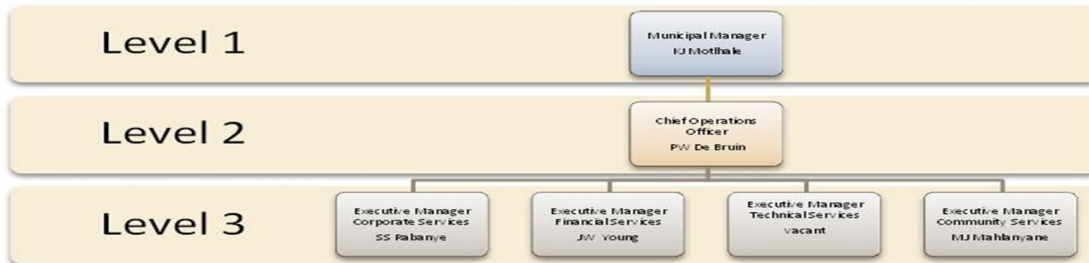 Level 1
Municipal Manager
KJ Motlhale
Level 2
Chief Operations
Officer
PW De Bruin
Level 3
Executive Manager
Corporate Services
SS Rabanye
Executive Manager
Financial Services
JW Young
Executive Manager
Technical Services
vacant
Executive Manager
Community Services
MJ Mahlanyane